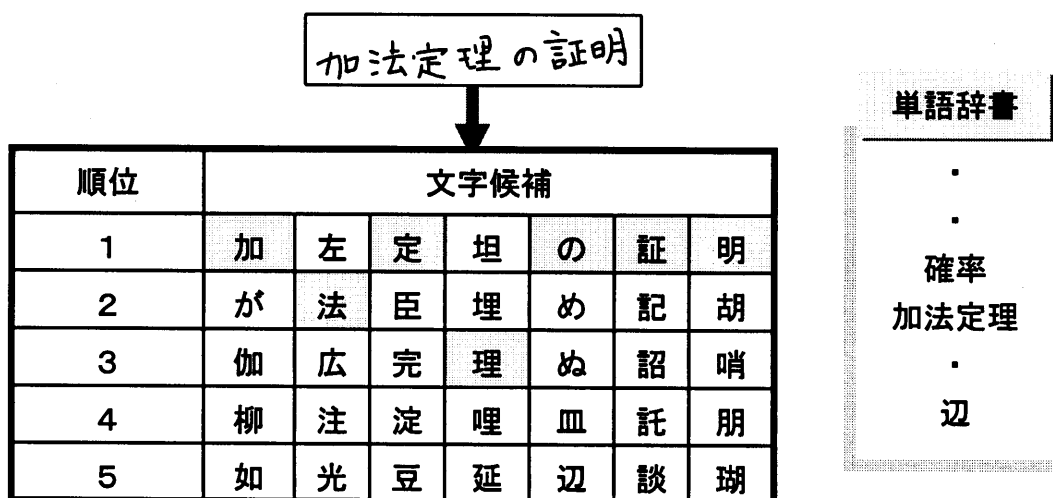 加法定理の証明
順位 文字候補
1 加 左 定 坦 の 証 明
2 が 法 臣 埋 め 記 胡
3 伽 広 完 理 ぬ 詔 哨
4 柳 注 淀 哩 皿 託 朋
5 如 光 豆 延 辺 談 瑚
単語辞書
・
・
確率
加法定理
・
辺